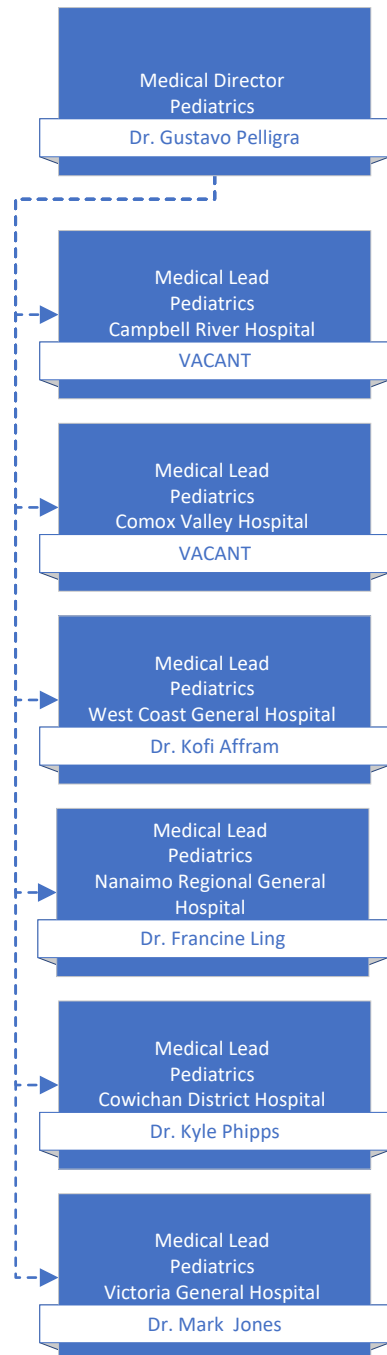 Medical Director
Pediatrics
Dr. Gustavo Pelligra
Medical Lead
Pediatrics
Campbell River Hospital
VACANT
Medical Lead
Pediatrics
Comox Valley Hospital
VACANT
Medical Lead
Pediatrics
West Coast General Hospital
Dr. Kofi Affram
Medical Lead
Pediatrics
Nanaimo Regional General
Hospital
Dr. Francine Ling
Medical Lead
Pediatrics
Cowichan District Hospital
Dr. Kyle Phipps
Medical Lead
Pediatrics
Victoria General Hospital
Dr. Mark Jones